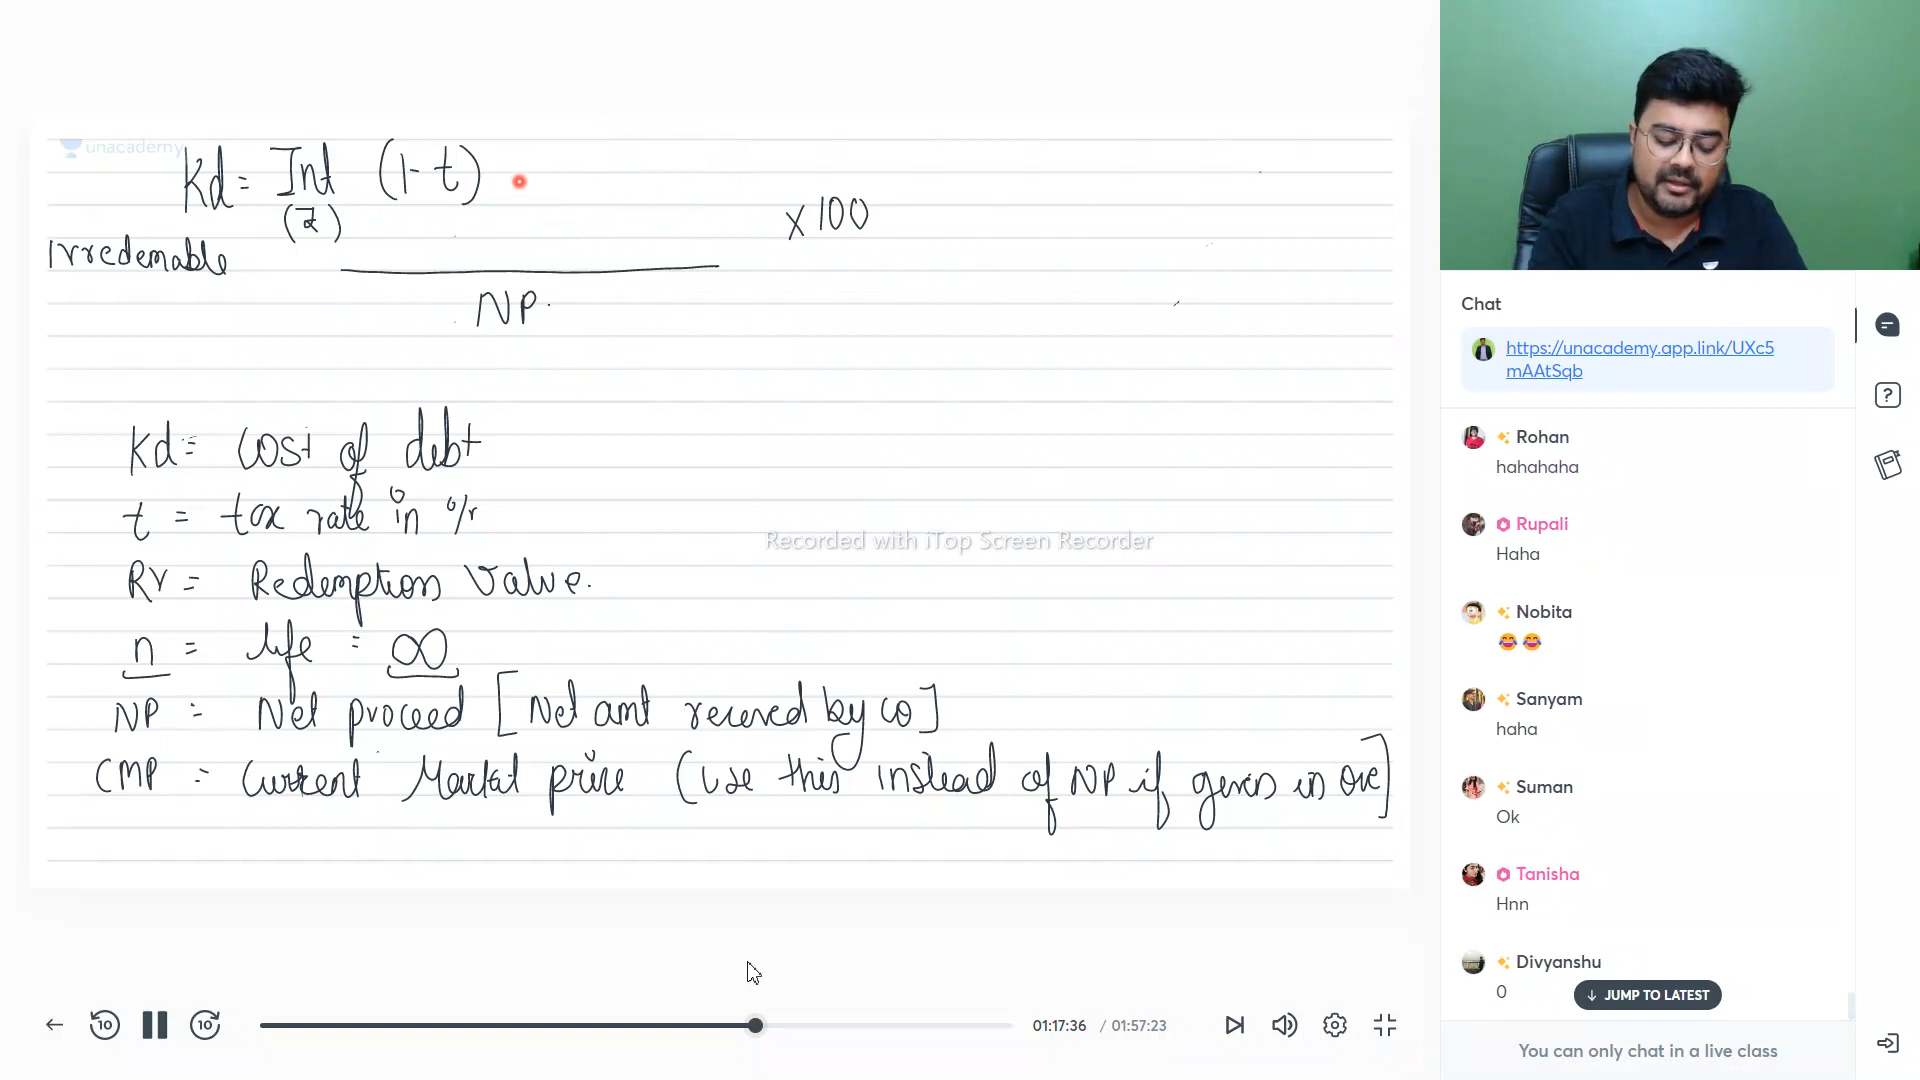 unacademy
Kd = Int (1-t)
(₹)
x 100
Irredemable
NP.
Kd = Cost of debt
t = tax rate in %
RV = Redemption Value.
n = life = ∞
NP = Net proceed [Net amt received by co]
CMP = Current Market price (use this instead of NP if given in Que]
Recorded with iTop Screen Recorder
10
10
01:17:36 / 01:57:23
Chat
https://unacademy.app.link/UXc5
mAAtSqb
Rohan
hahahaha
Rupali
Haha
Nobita
😂 😂
Sanyam
haha
Suman
Ok
Tanisha
Hnn
Divyanshu
0
↓ JUMP TO LATEST
You can only chat in a live class